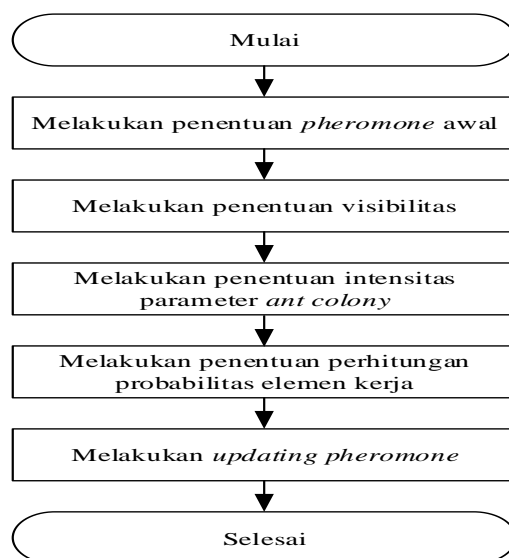 Mulai
Melakukan penentuan pheromone awal
Melakukan penentuan visibilitas
Melakukan penentuan intensitas
parameter ant colony
Melakukan penentuan perhitungan
probabilitas elemen kerja
Melakukan updating pheromone
Selesai